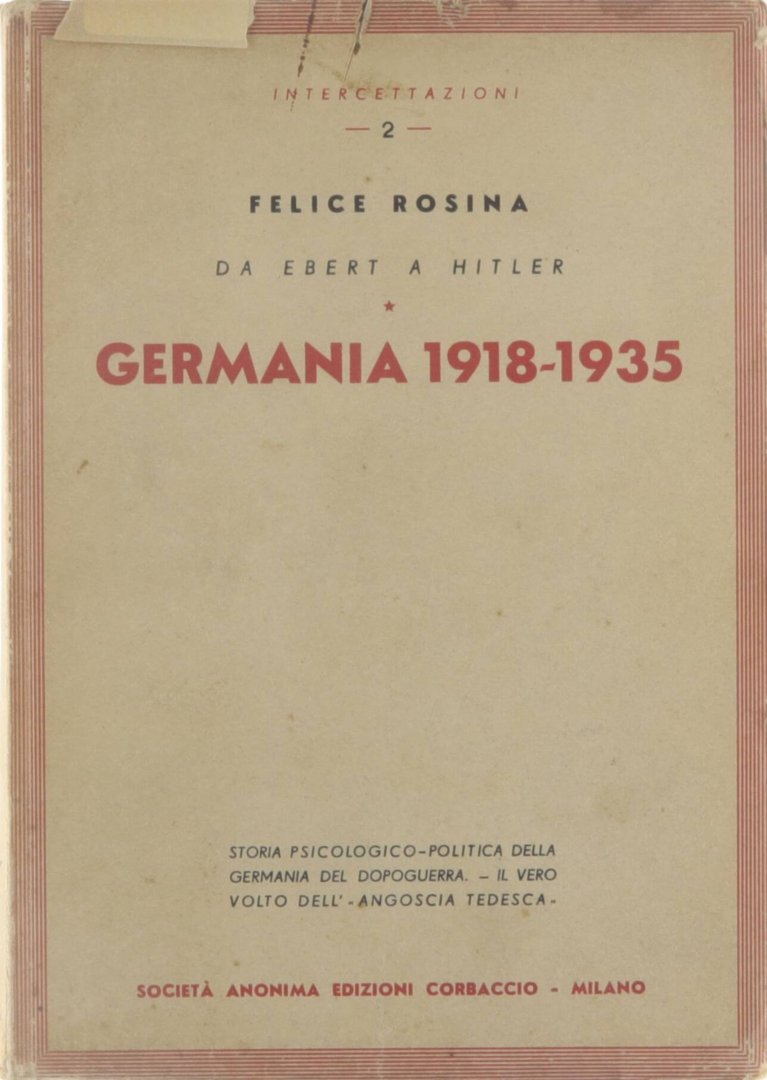 INTERCETTAZIONI
— 2 —
FELICE ROSINA
DA EBERT A HITLER
★
GERMANIA 1918-1935
STORIA PSICOLOGICO-POLITICA DELLA
GERMANIA DEL DOPOGUERRA. — IL VERO
VOLTO DELL' «ANGOSCIA TEDESCA»
SOCIETÀ ANONIMA EDIZIONI CORBACCIO - MILANO